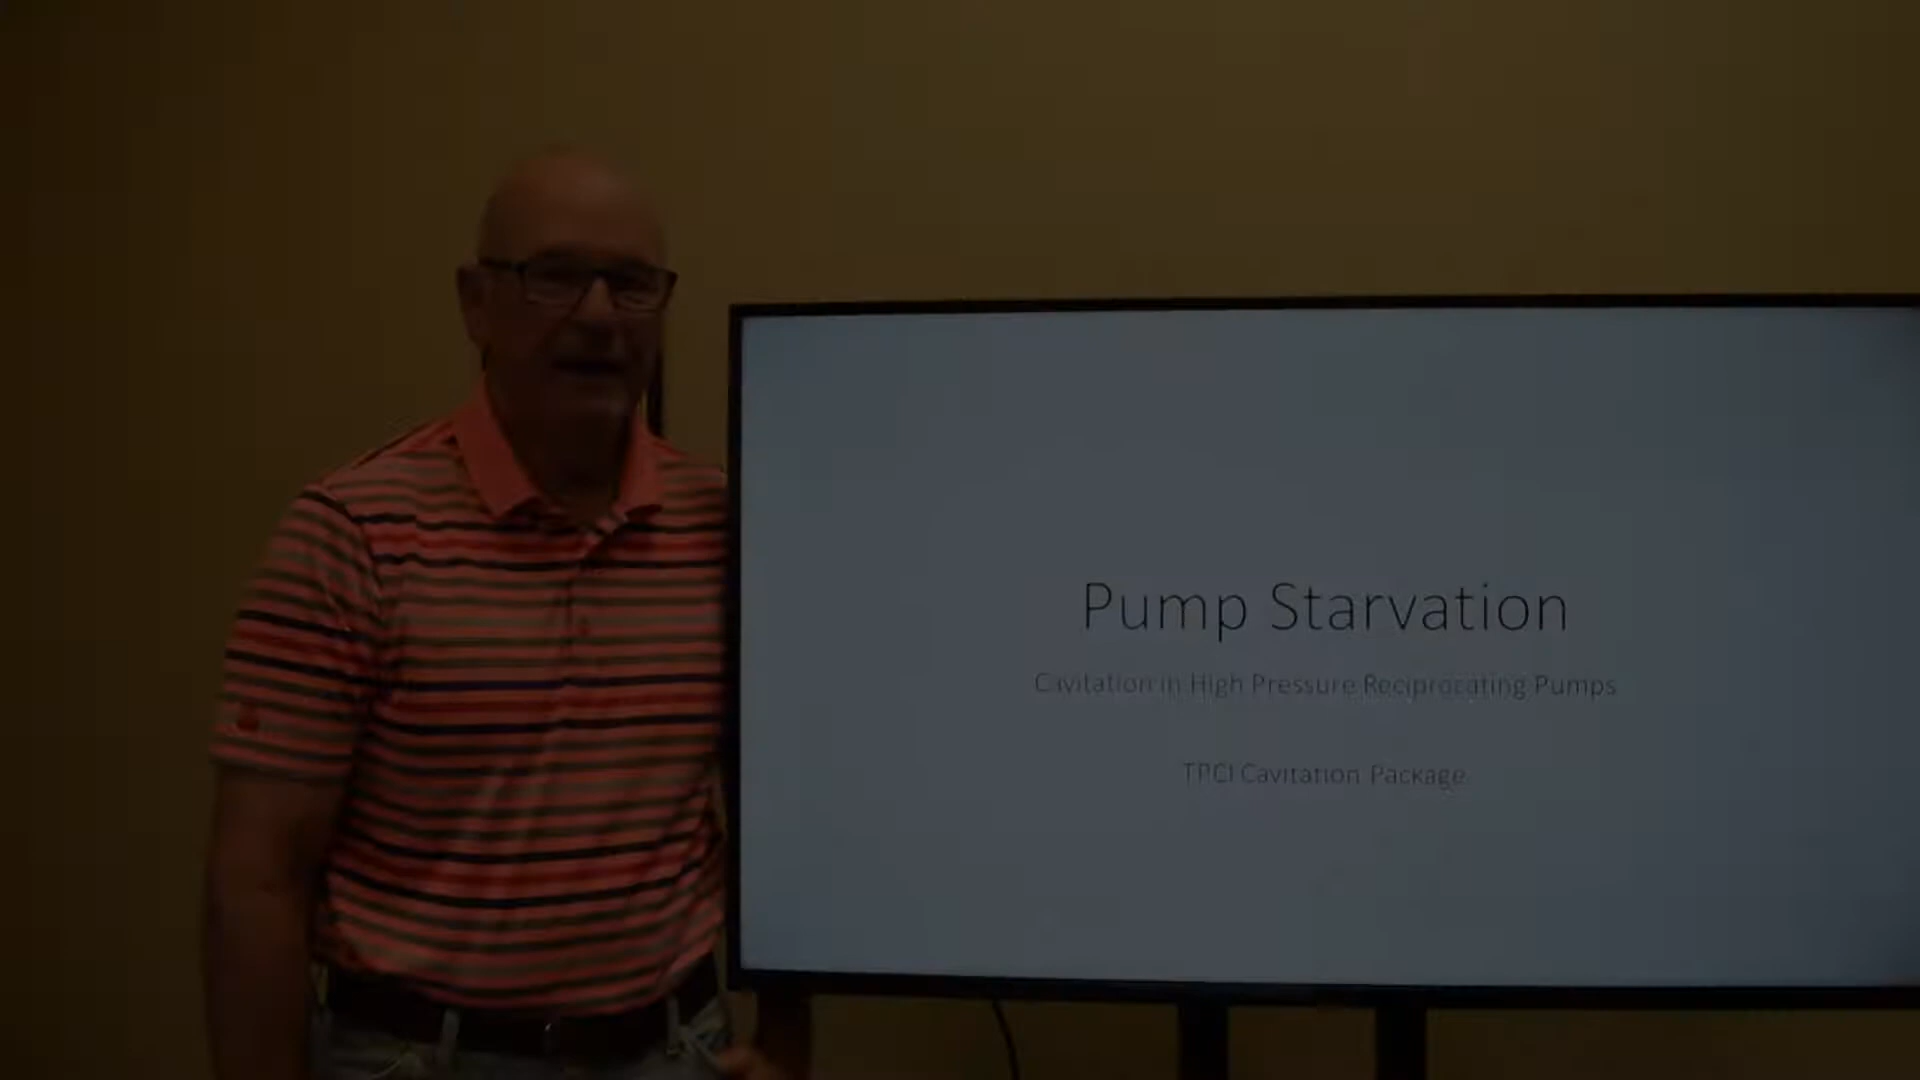 Pump Starvation
Cavitation in High Pressure Reciprocating Pumps
TPCI Cavitation Package